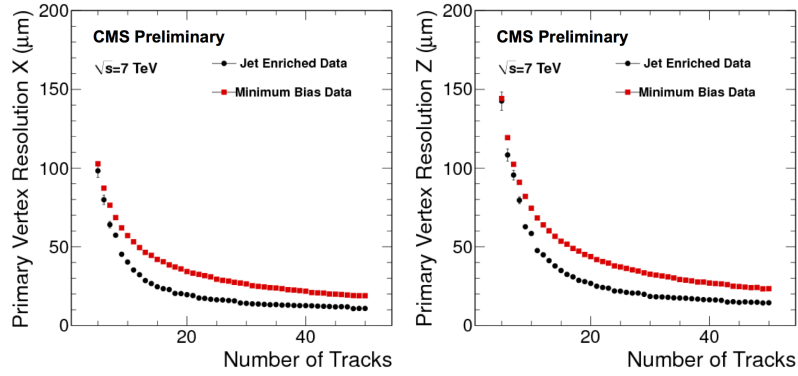 Primary Vertex Resolution X (μm)
200
150
100
50
0
CMS Preliminary
√s=7 TeV
Jet Enriched Data
Minimum Bias Data
20
40
Number of Tracks
Primary Vertex Resolution Z (μm)
200
150
100
50
0
CMS Preliminary
√s=7 TeV
Jet Enriched Data
Minimum Bias Data
20
40
Number of Tracks